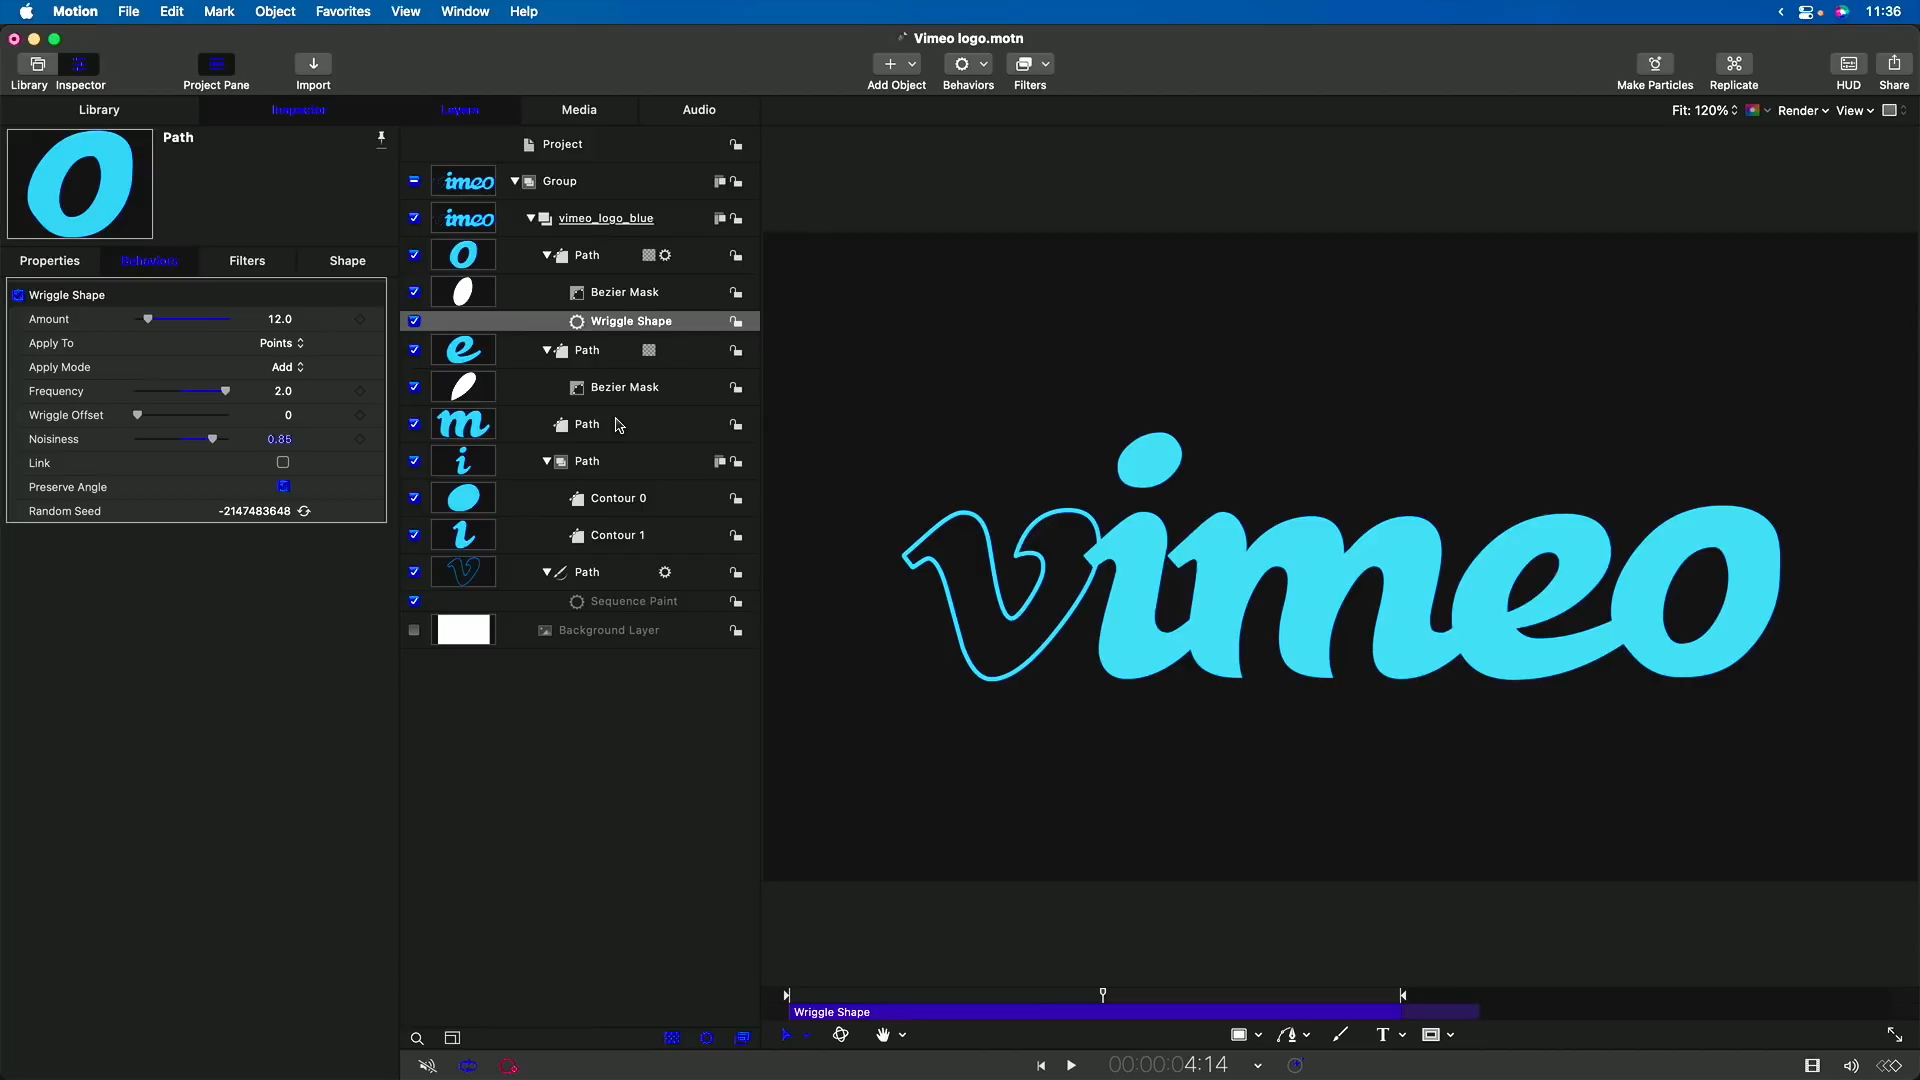 Motion File Edit Mark Object Favorites View Window Help 11:36
Vimeo logo.motn
Library Inspector Project Pane Import Add Object Behaviors Filters Make Particles Replicate HUD Share
Library Inspector Layers Media Audio Fit: 120% Render View
Path
Project
Group
vimeo_logo_blue
Path
Bezier Mask
Wriggle Shape
Path
Bezier Mask
Path
Path
Contour 0
Contour 1
Path
Sequence Paint
Background Layer
Properties Behaviors Filters Shape
Wriggle Shape
Amount 12.0
Apply To Points
Apply Mode Add
Frequency 2.0
Wriggle Offset 0
Noisiness 0.85
Link
Preserve Angle
Random Seed -2147483648
vimeo
Wriggle Shape
T
00:00:04:14